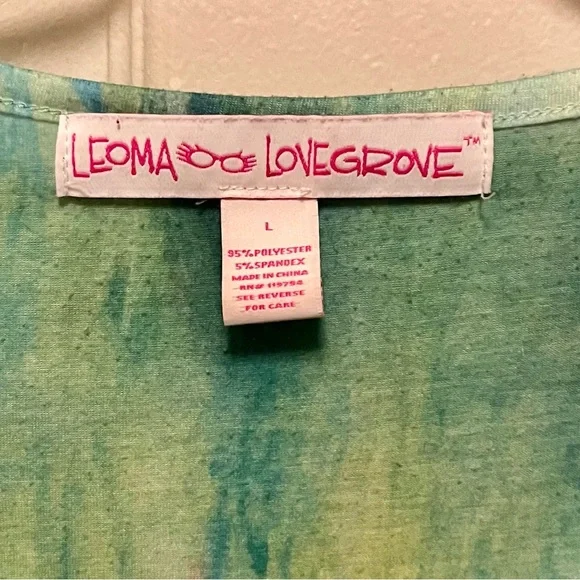 LEOMA LOVEGROVE™
L
95% POLYESTER
5% SPANDEX
MADE IN CHINA
RN# 119794
SEE REVERSE
FOR CARE